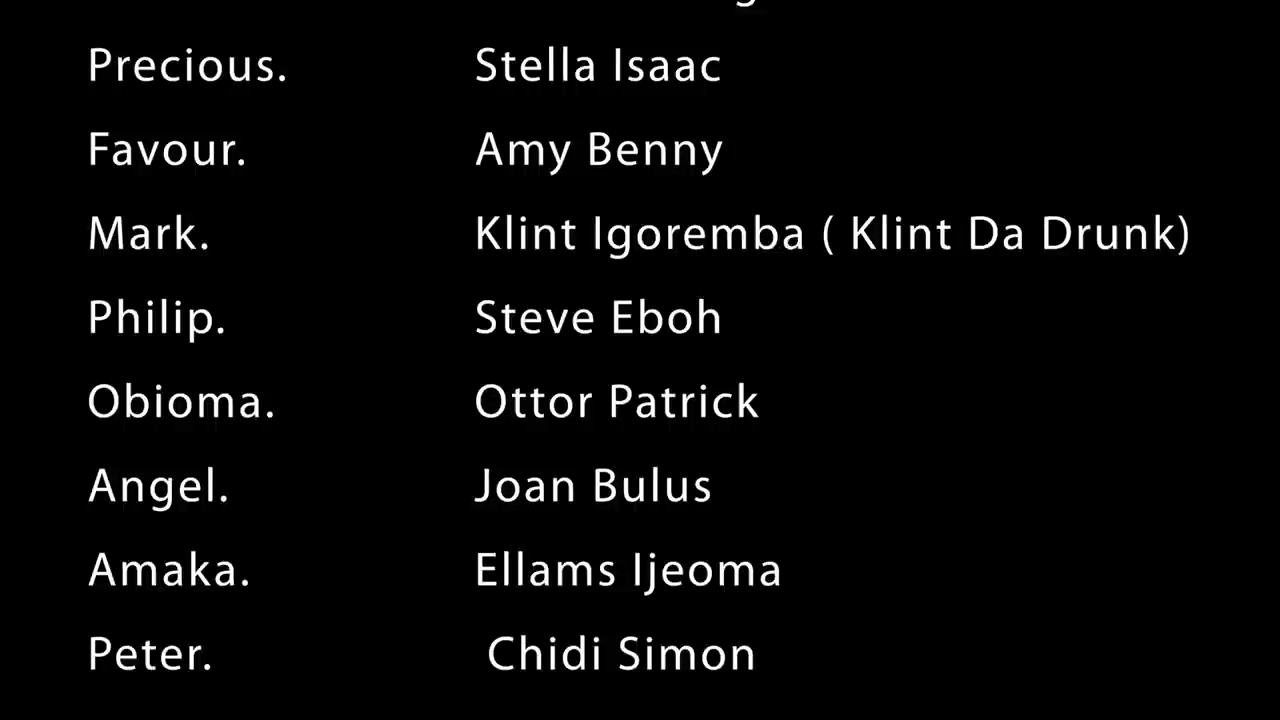 Precious. Stella Isaac
Favour. Amy Benny
Mark. Klint Igoremba ( Klint Da Drunk)
Philip. Steve Eboh
Obioma. Ottor Patrick
Angel. Joan Bulus
Amaka. Ellams Ijeoma
Peter. Chidi Simon